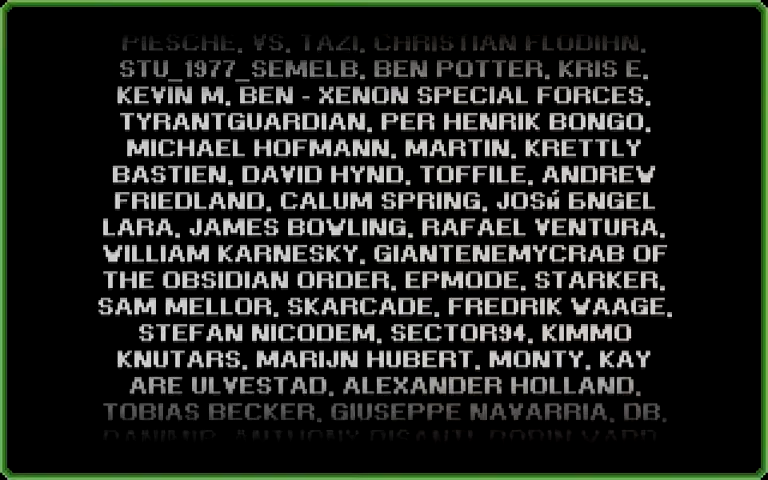 PIESCHE, VS, TAZI, CHRISTIAN FLODIHN,
STU_1977_SEMELB, BEN POTTER, KRIS E,
KEVIN M, BEN - XENON SPECIAL FORCES,
TYRANTGUARDIAN, PER HENRIK BONGO,
MICHAEL HOFMANN, MARTIN, KRETTLY
BASTIEN, DAVID HYND, TOFFILE, ANDREW
FRIEDLAND, CALUM SPRING, JOSй БNGEL
LARA, JAMES BOWLING, RAFAEL VENTURA,
WILLIAM KARNESKY, GIANTENEMYCRAB OF
THE OBSIDIAN ORDER, EPMODE, STARKER,
SAM MELLOR, SKARCADE, FREDRIK WAAGE,
STEFAN NICODEM, SECTOR94, KIMMO
KNUTARS, MARIJN HUBERT, MONTY, KAY
ARE ULVESTAD, ALEXANDER HOLLAND,
TOBIAS BECKER, GIUSEPPE NAVARRIA, DB,
ANTHONY DISANTI, ROBIN